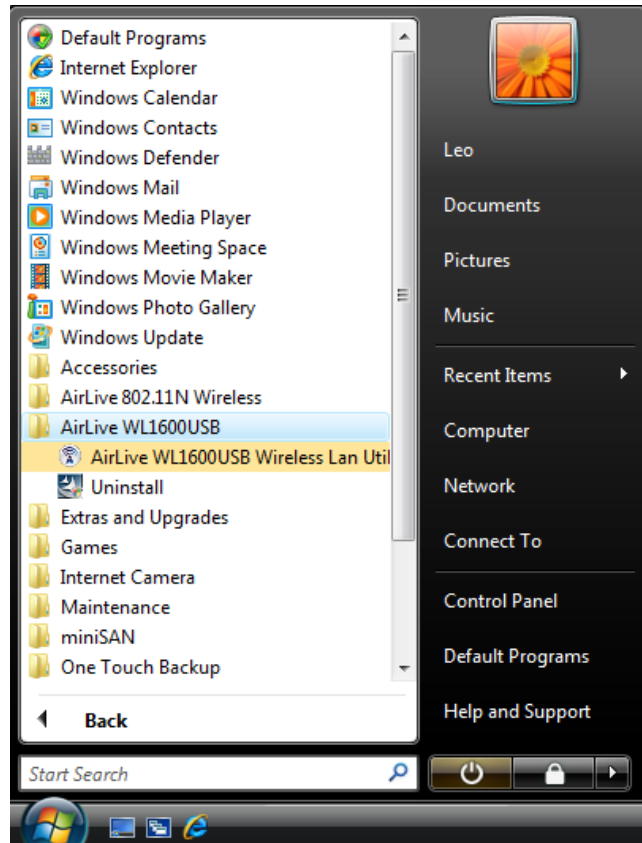 Default Programs
Internet Explorer
Windows Calendar
Windows Contacts
Windows Defender
Windows Mail
Windows Media Player
Windows Meeting Space
Windows Movie Maker
Windows Photo Gallery
Windows Update
Accessories
AirLive 802.11N Wireless
AirLive WL1600USB
AirLive WL1600USB Wireless Lan Util
Uninstall
Extras and Upgrades
Games
Internet Camera
Maintenance
miniSAN
One Touch Backup
Back
Start Search
Leo
Documents
Pictures
Music
Recent Items
Computer
Network
Connect To
Control Panel
Default Programs
Help and Support